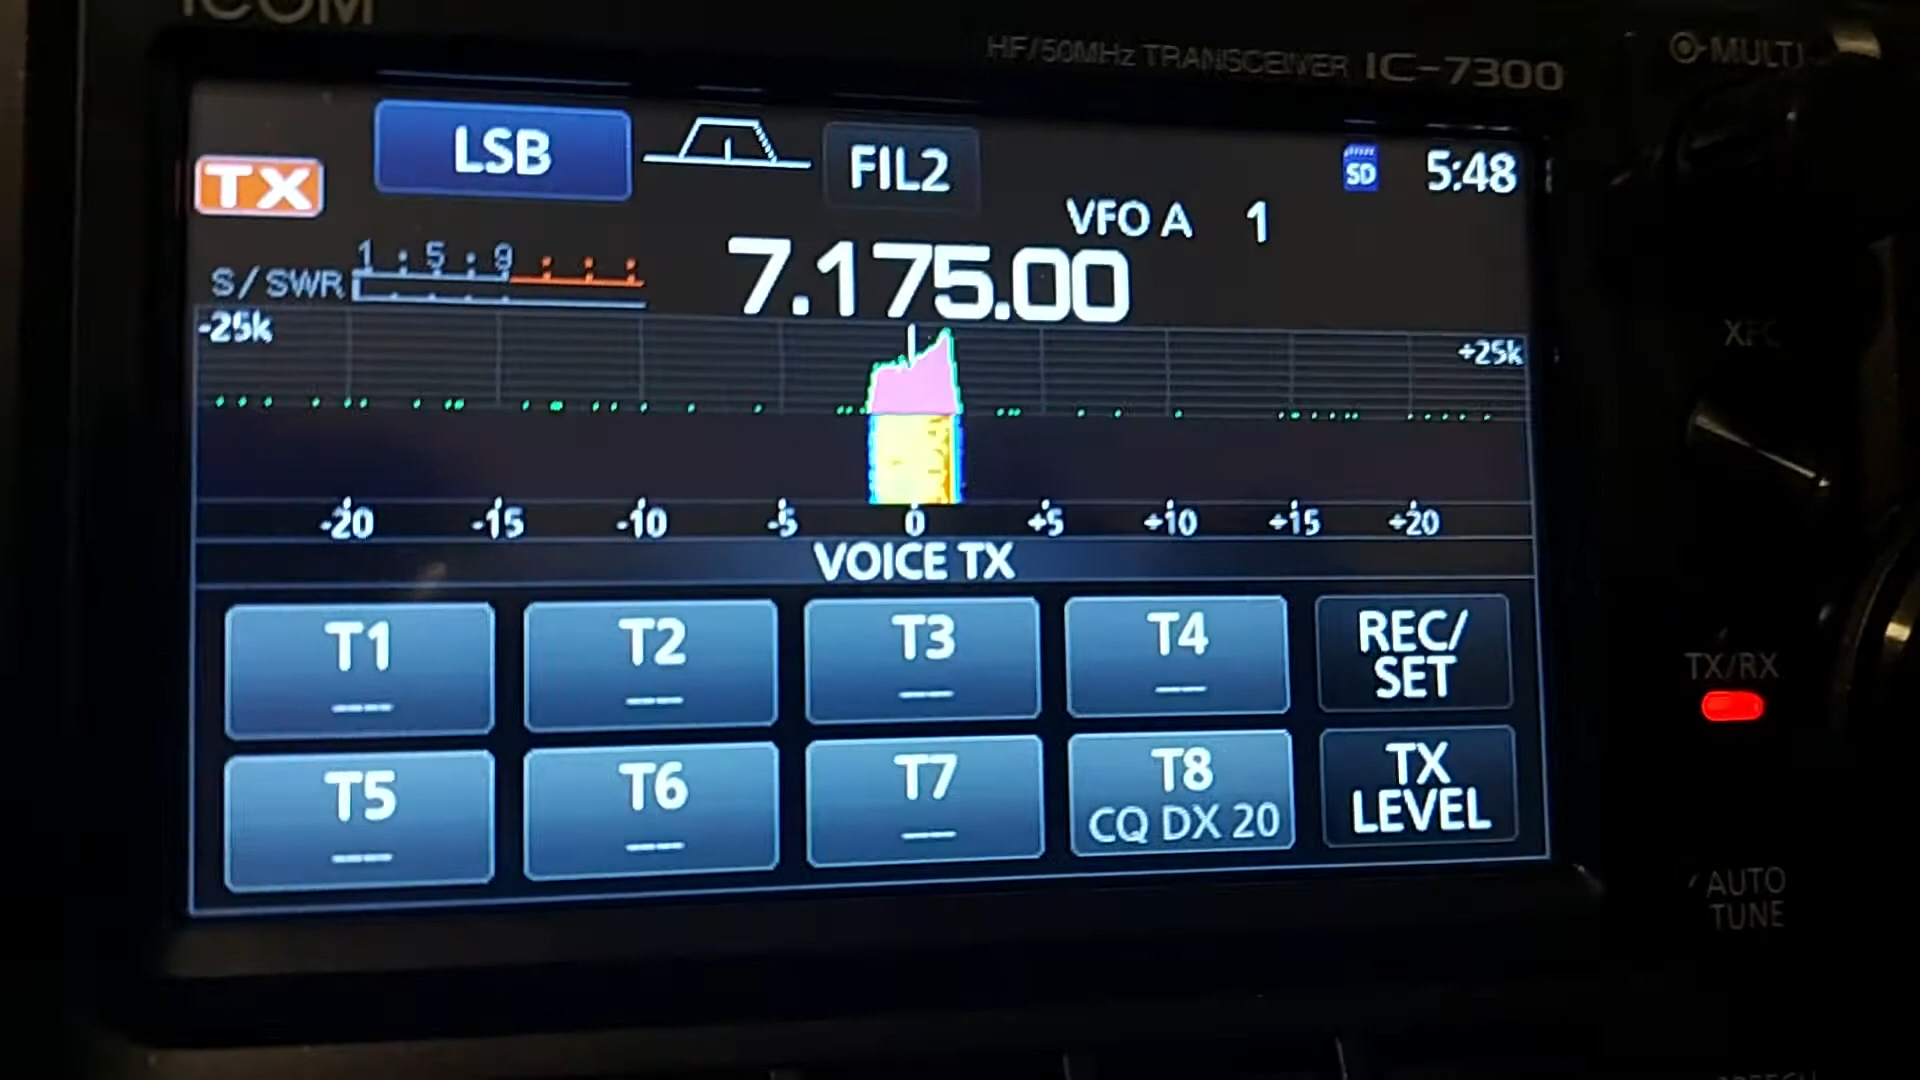 ICOM
HF/50MHz TRANSCEIVER IC-7300
MULTI
LSB
FIL2
SD
5:48
TX
VFO A 1
1 5 9
S/SWR
7.175.00
-25k
+25k
XFC
-20 -15 -10 -5 0 +5 +10 +15 +20
VOICE TX
T1
---
T2
---
T3
---
T4
---
REC/
SET
TX/RX
T5
---
T6
---
T7
---
T8
CQ DX 20
TX
LEVEL
AUTO
TUNE